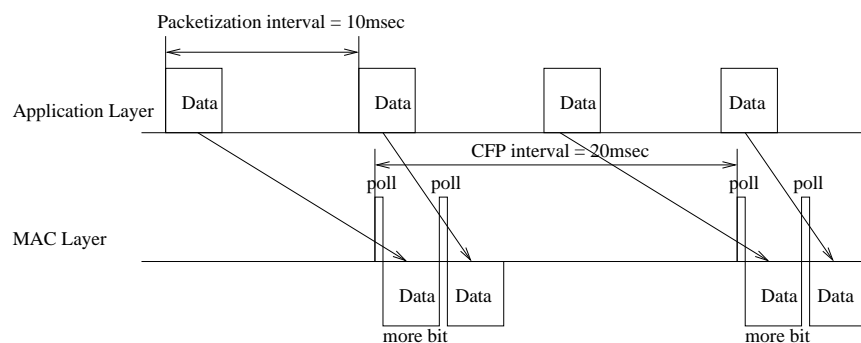 Packetization interval = 10msec
Data Data Data Data
Application Layer
CFP interval = 20msec
poll poll poll poll
MAC Layer
Data Data Data Data
more bit more bit